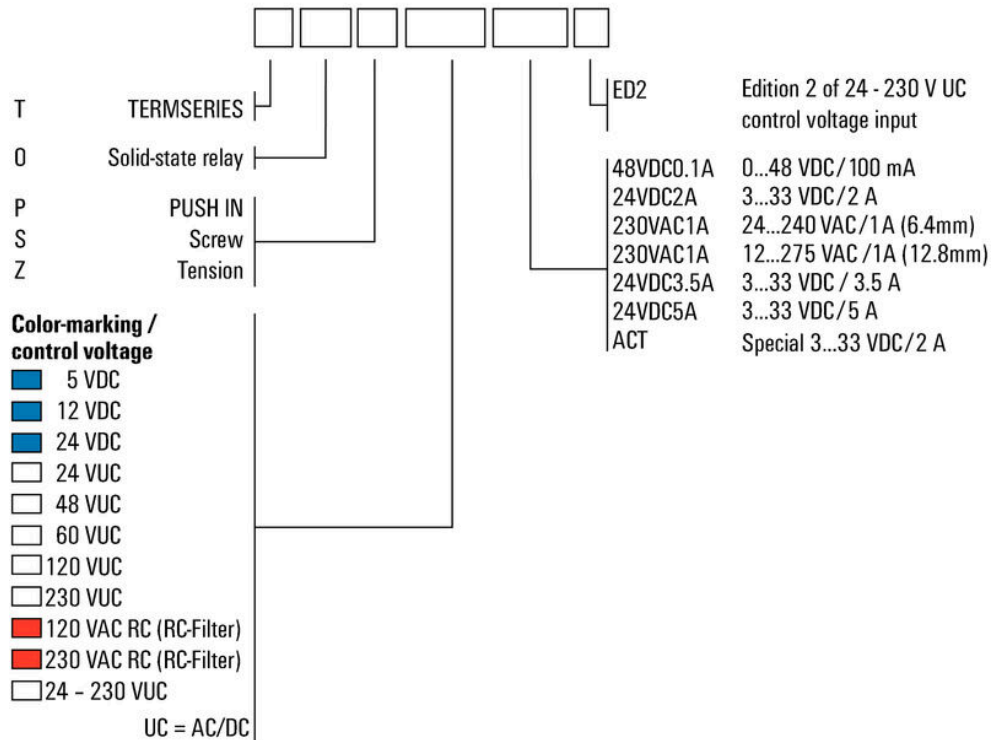 T TERMSERIES
O Solid-state relay
P PUSH IN
S Screw
Z Tension
Color-marking /
control voltage
5 VDC
12 VDC
24 VDC
24 VUC
48 VUC
60 VUC
120 VUC
230 VUC
120 VAC RC (RC-Filter)
230 VAC RC (RC-Filter)
24 – 230 VUC
UC = AC/DC
ED2 Edition 2 of 24 - 230 V UC
control voltage input
48VDC0.1A 0...48 VDC/100 mA
24VDC2A 3...33 VDC/2 A
230VAC1A 24...240 VAC/1A (6.4mm)
230VAC1A 12...275 VAC /1A (12.8mm)
24VDC3.5A 3...33 VDC / 3.5 A
24VDC5A 3...33 VDC/5 A
ACT Special 3...33 VDC/2 A